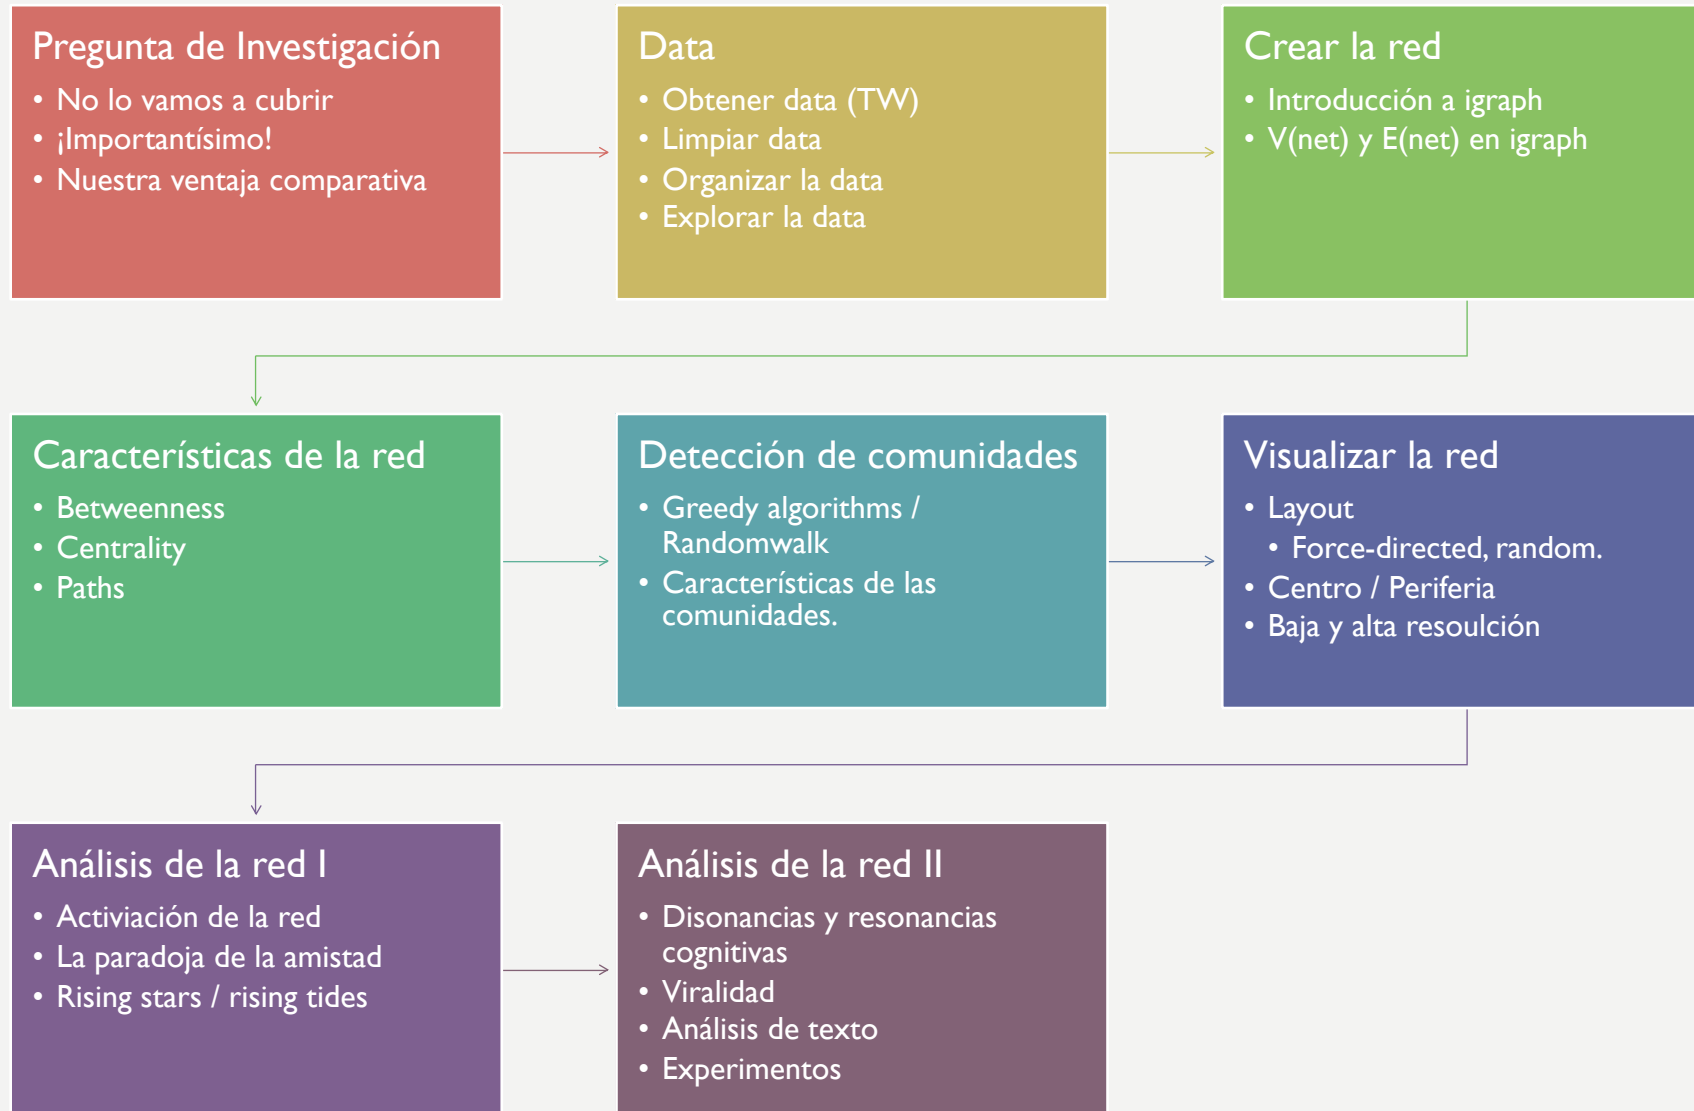 Pregunta de Investigación
• No lo vamos a cubrir
• ¡Importantísimo!
• Nuestra ventaja comparativa
Data
• Obtener data (TW)
• Limpiar data
• Organizar la data
• Explorar la data
Crear la red
• Introducción a igraph
• V(net) y E(net) en igraph
Características de la red
• Betweenness
• Centrality
• Paths
Detección de comunidades
• Greedy algorithms /
Randomwalk
• Características de las
comunidades.
Visualizar la red
• Layout
• Force-directed, random.
• Centro / Periferia
• Baja y alta resoulción
Análisis de la red I
• Activiación de la red
• La paradoja de la amistad
• Rising stars / rising tides
Análisis de la red II
• Disonancias y resonancias
cognitivas
• Viralidad
• Análisis de texto
• Experimentos